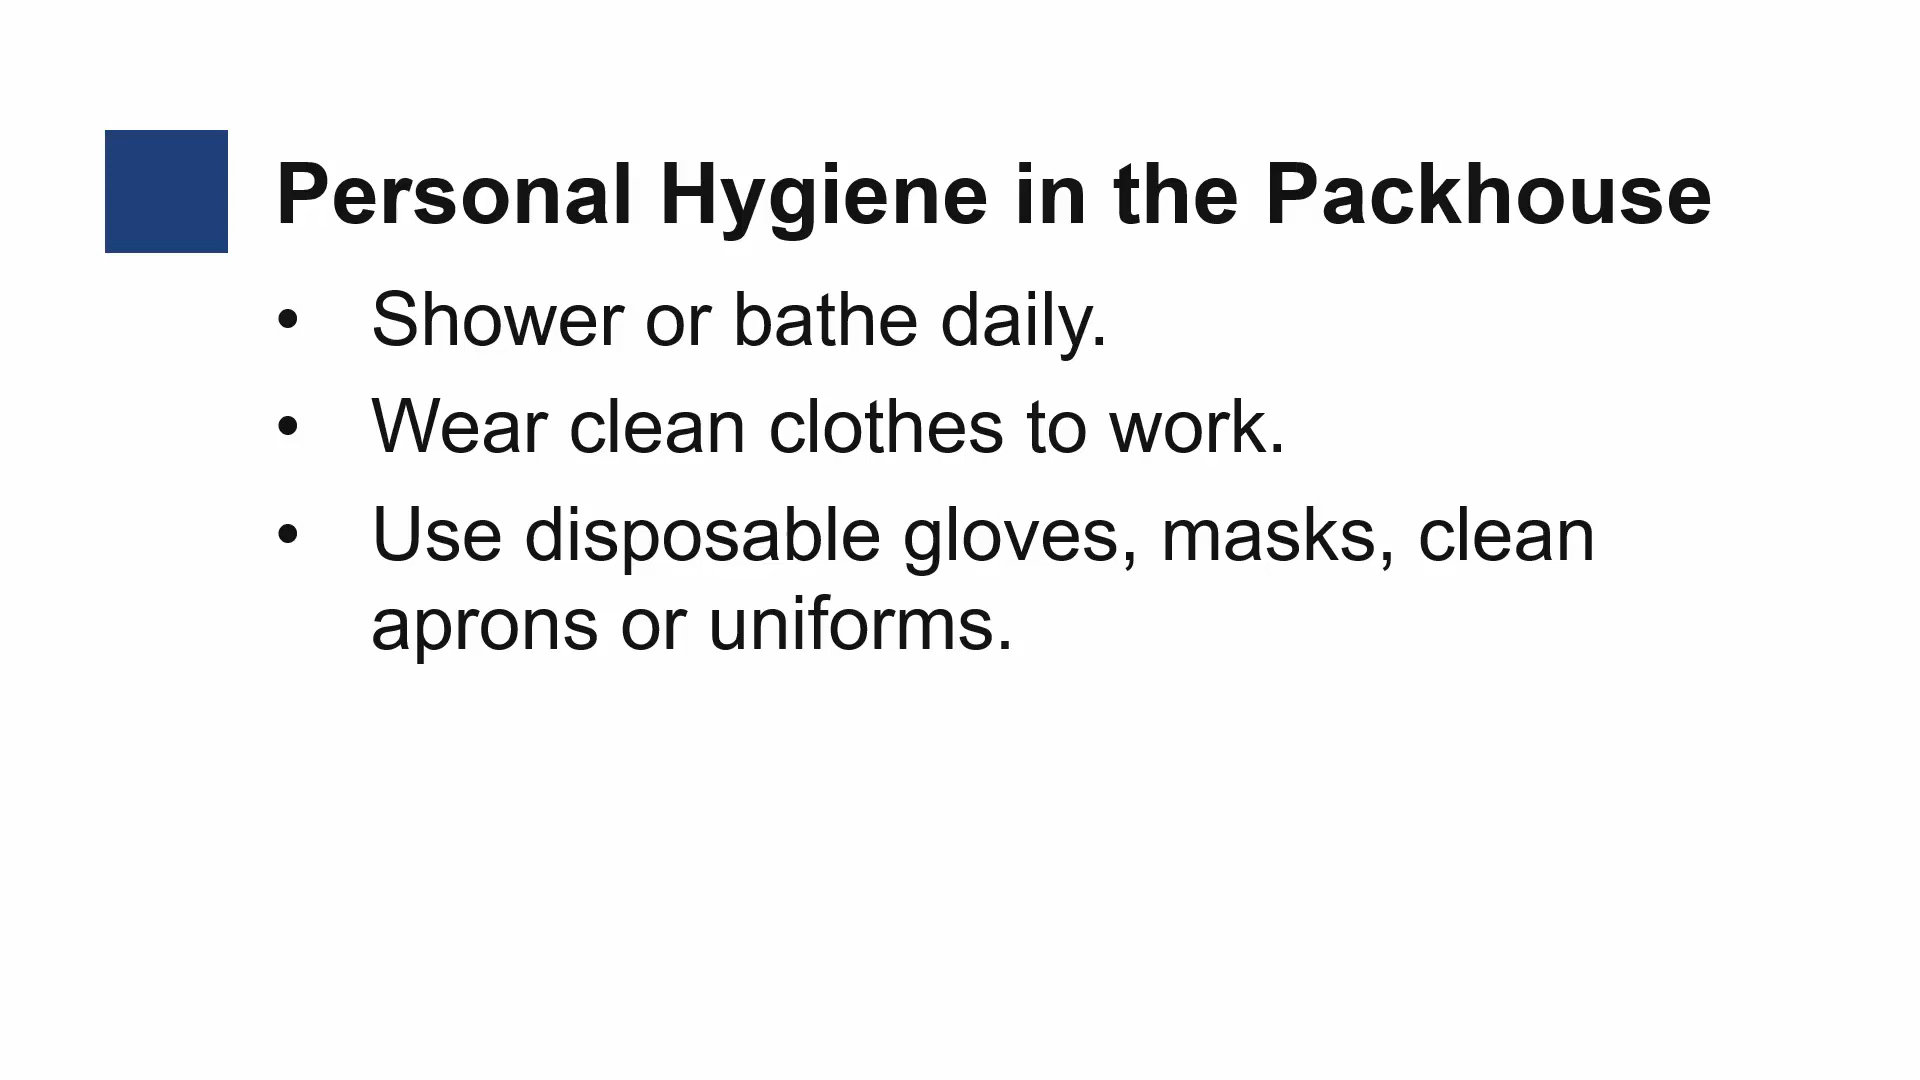 Personal Hygiene in the Packhouse
• Shower or bathe daily.
• Wear clean clothes to work.
• Use disposable gloves, masks, clean
aprons or uniforms.